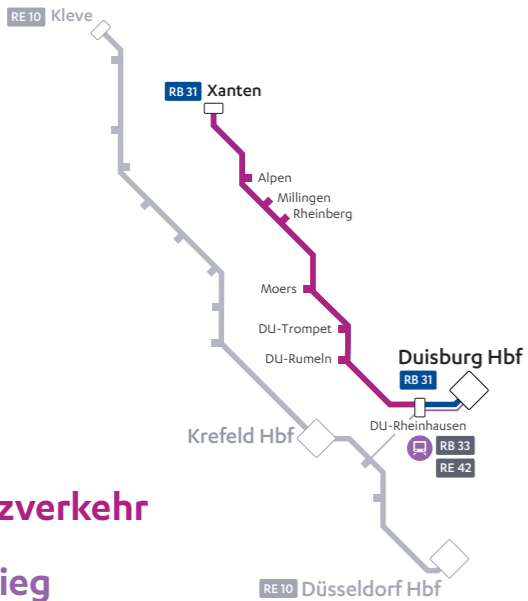 RE 10 Kleve
RB 31 Xanten
Alpen
Millingen
Rheinberg
Moers
DU-Trompet
DU-Rumeln
Duisburg Hbf
RB 31
DU-Rheinhausen
Krefeld Hbf
RB 33
RE 42
zverkehr
ieg
RE 10 Düsseldorf Hbf